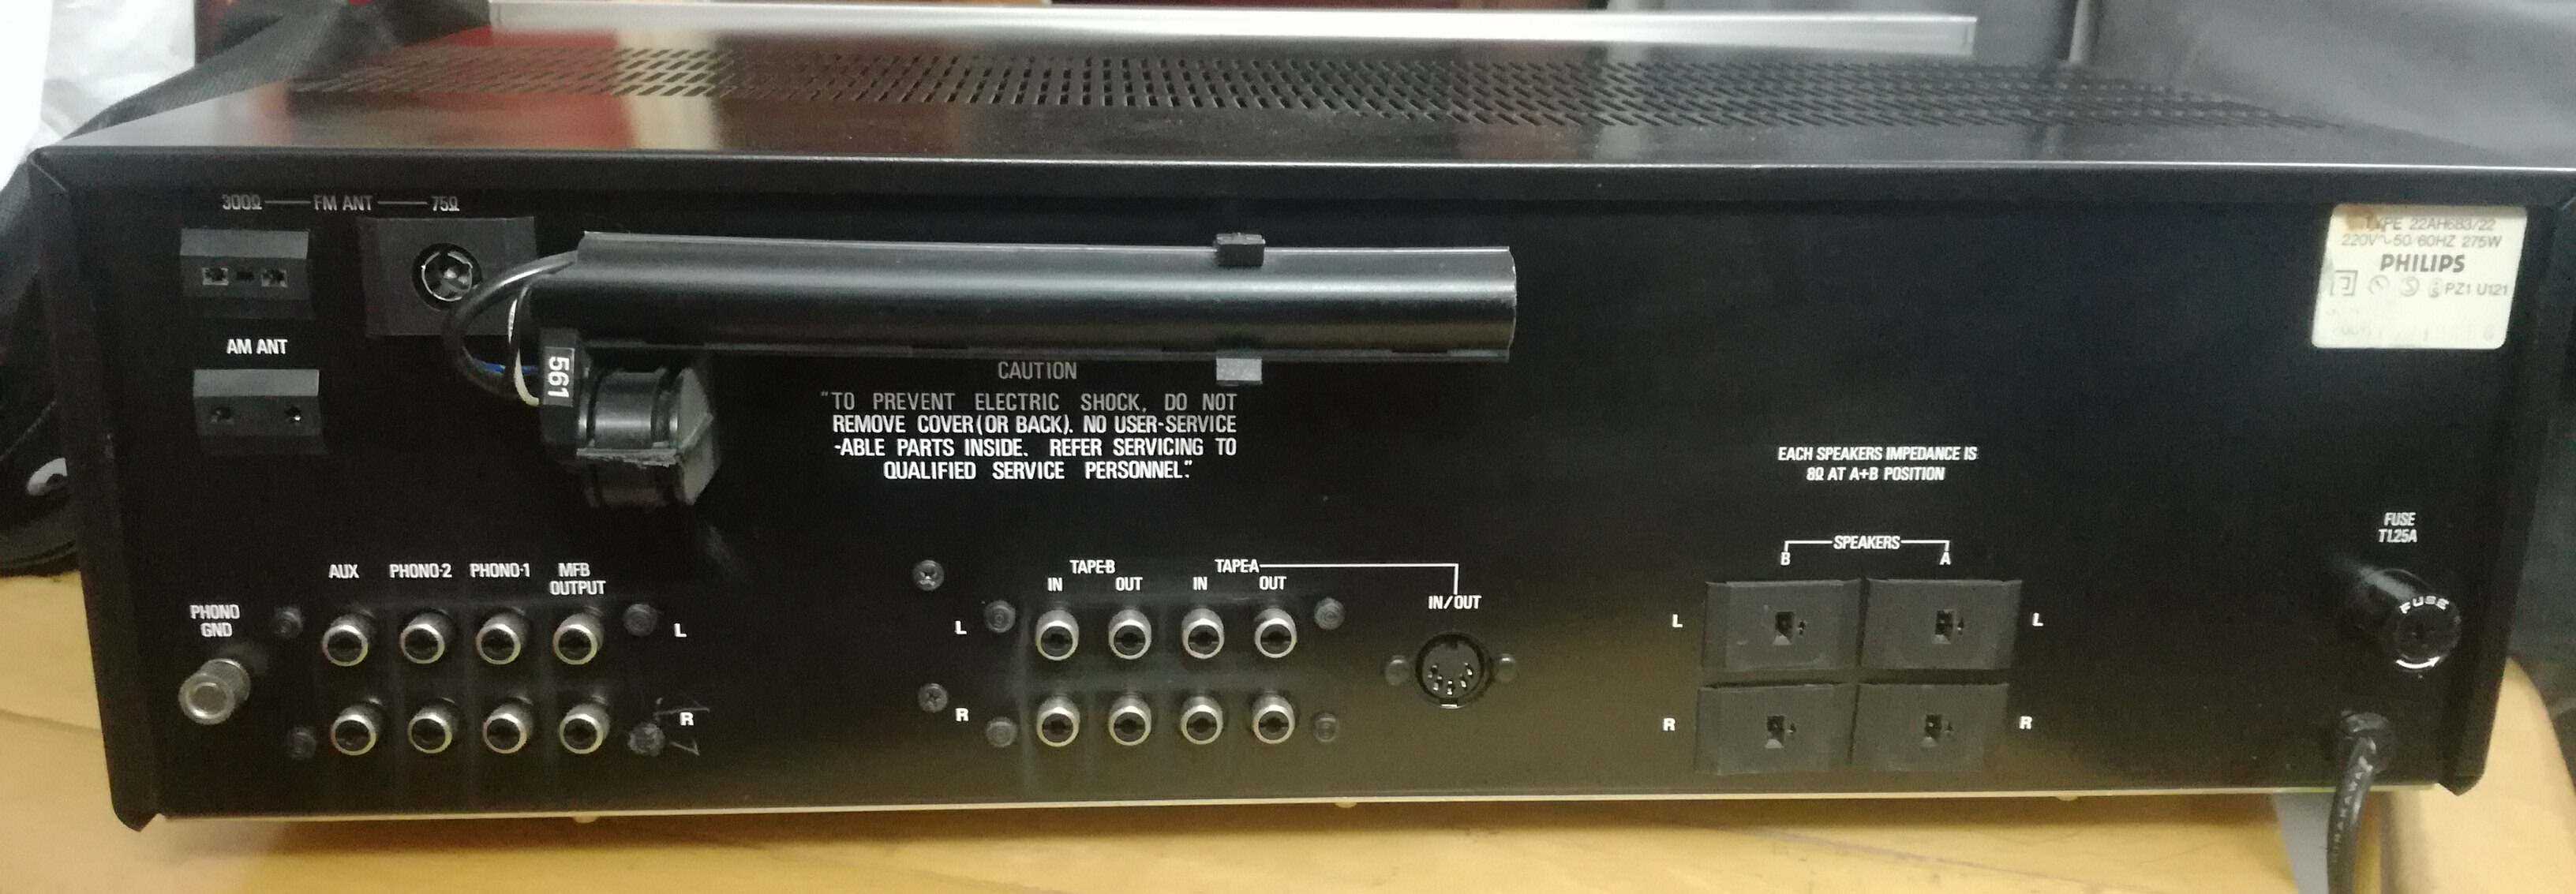 300Ω FM ANT 75Ω
AM ANT
561
CAUTION
"TO PREVENT ELECTRIC SHOCK, DO NOT
REMOVE COVER (OR BACK). NO USER-SERVICE
-ABLE PARTS INSIDE. REFER SERVICING TO
QUALIFIED SERVICE PERSONNEL."
22AH683/22
220V~50/60HZ 275W
PHILIPS
PZ1 U121
EACH SPEAKERS IMPEDANCE IS
8Ω AT A+B POSITION
FUSE
T1.25A
FUSE
SPEAKERS
B A
L L
R R
AUX PHONO-2 PHONO-1 MFB
OUTPUT
PHONO
GND
L
R
TAPE-B TAPE-A
IN OUT IN OUT
IN/OUT
L
R